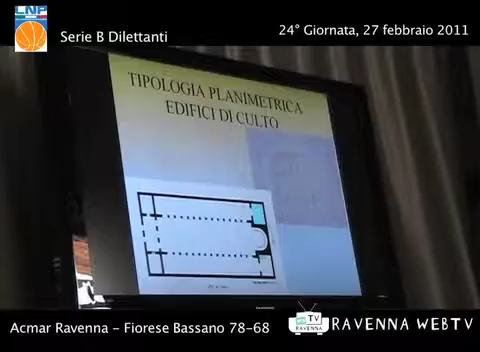 LNP
Serie B Dilettanti
24° Giornata, 27 febbraio 2011
TIPOLOGIA PLANIMETRICA
EDIFICI DI CULTO
Acmar Ravenna – Fiorese Bassano 78–68
TV
RAVENNA
RAVENNA WEBTV